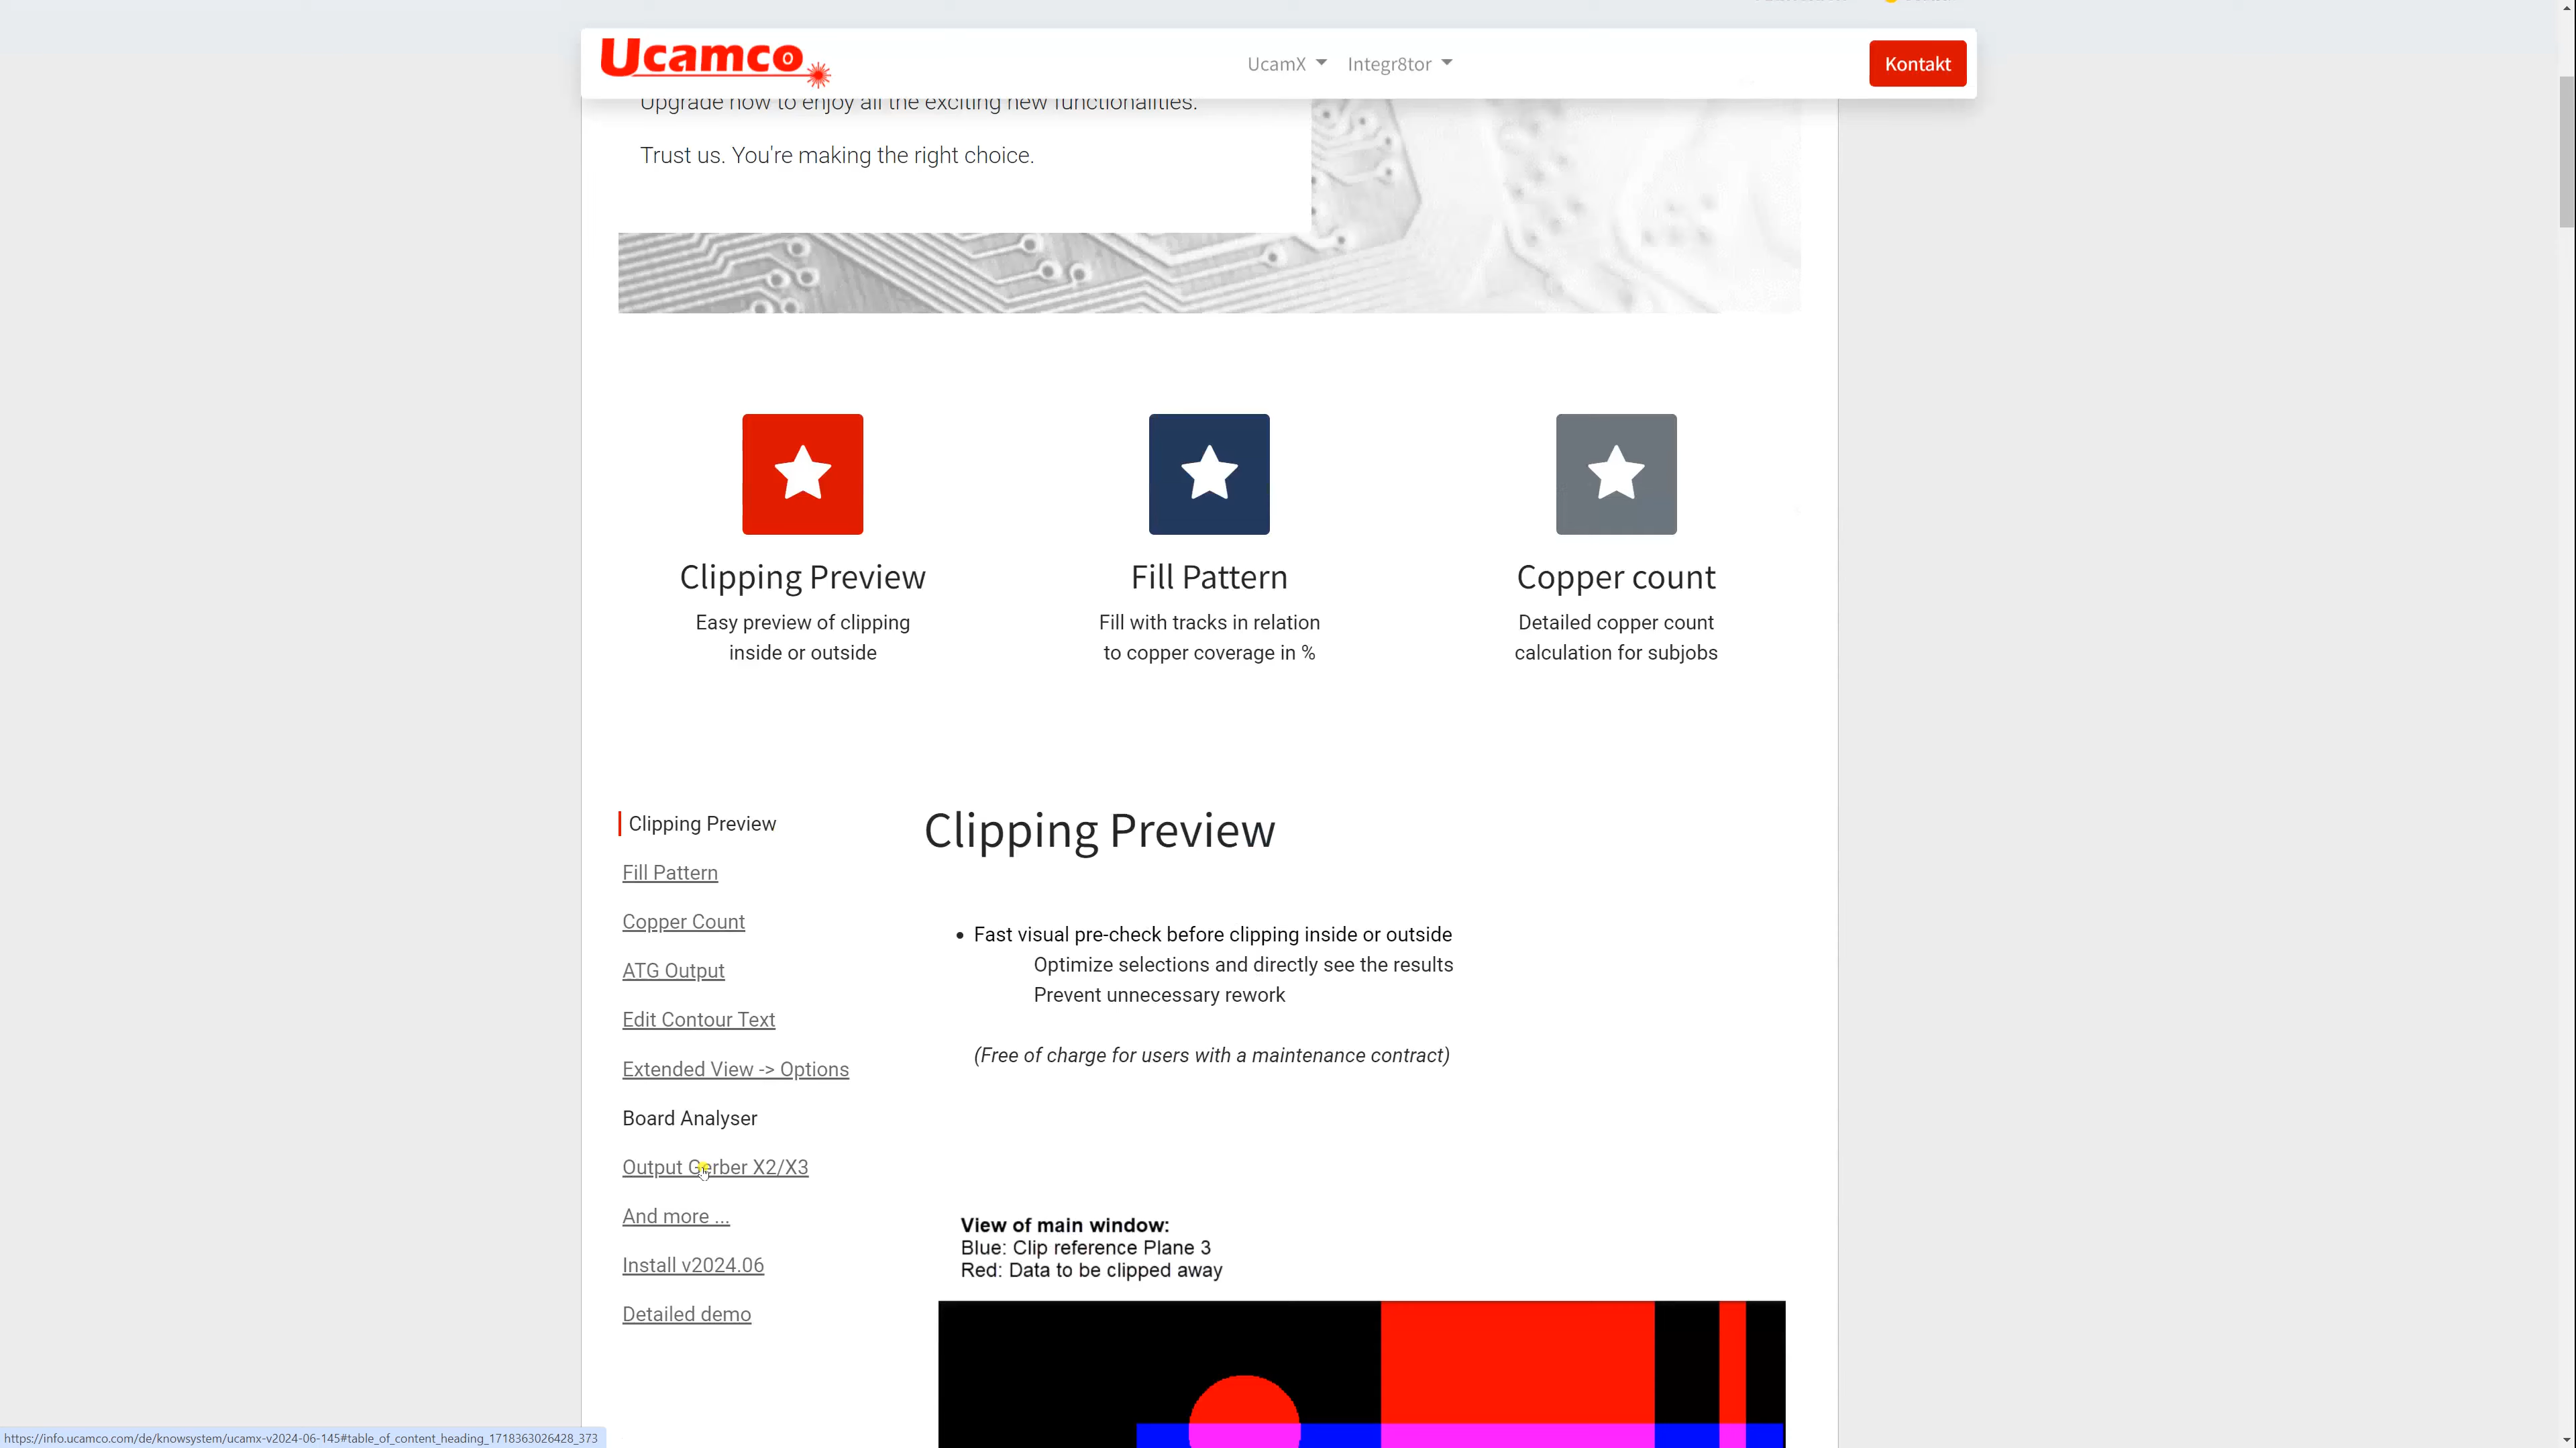 Ucamco
UcamX
Integr8tor
Kontakt
Upgrade now to enjoy all the exciting new functionalities.
Trust us. You're making the right choice.
Clipping Preview
Easy preview of clipping
inside or outside
Fill Pattern
Fill with tracks in relation
to copper coverage in %
Copper count
Detailed copper count
calculation for subjobs
Clipping Preview
Fill Pattern
Copper Count
ATG Output
Edit Contour Text
Extended View -> Options
Board Analyser
Output Gerber X2/X3
And more ...
Install v2024.06
Detailed demo
Clipping Preview
• Fast visual pre-check before clipping inside or outside
Optimize selections and directly see the results
Prevent unnecessary rework
(Free of charge for users with a maintenance contract)
View of main window:
Blue: Clip reference Plane 3
Red: Data to be clipped away
https://info.ucamco.com/de/knowsystem/ucamx-v2024-06-145#table_of_content_heading_1718363026428_373